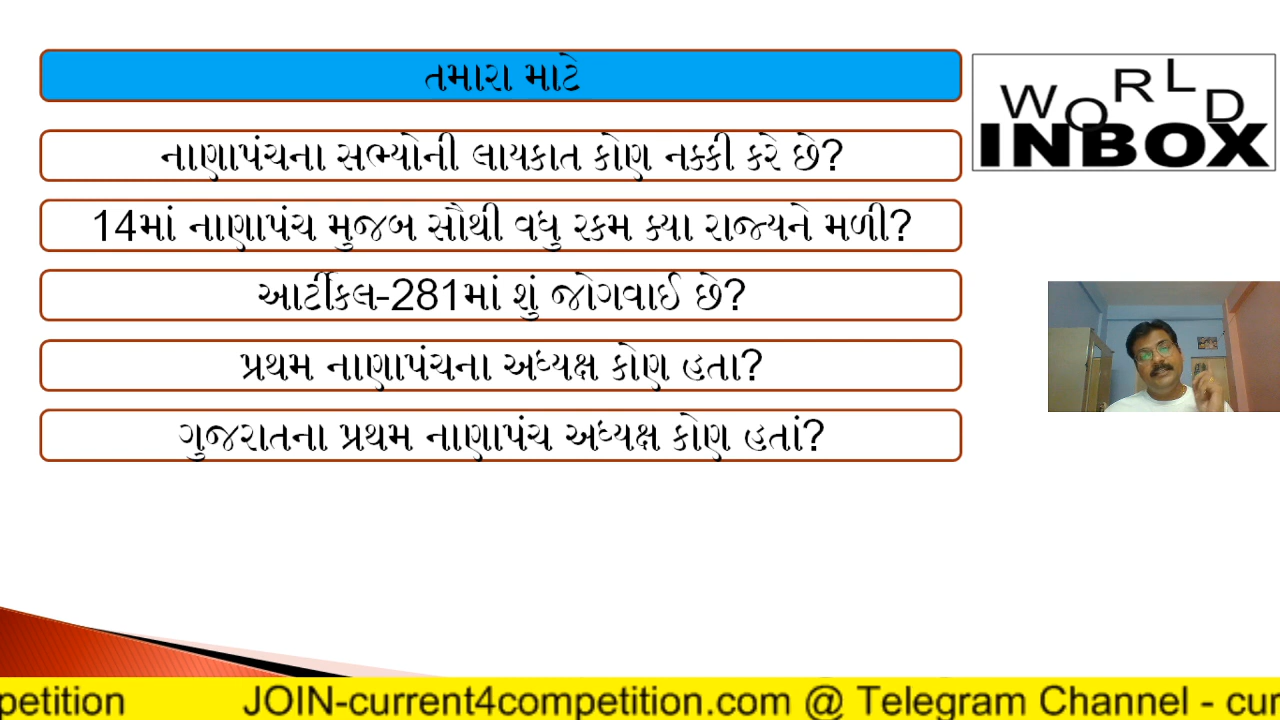 તમારા માટે
WORLD
INBOX
નાણાપંચના સભ્યોની લાયકાત કોણ નક્કી કરે છે?
14માં નાણાપંચ મુજબ સૌથી વધુ રકમ ક્યા રાજ્યને મળી?
આર્ટીકલ-281માં શું જોગવાઈ છે?
પ્રથમ નાણાપંચના અધ્યક્ષ કોણ હતા?
ગુજરાતના પ્રથમ નાણાપંચ અધ્યક્ષ કોણ હતાં?
petition JOIN-current4competition.com @ Telegram Channel - cur